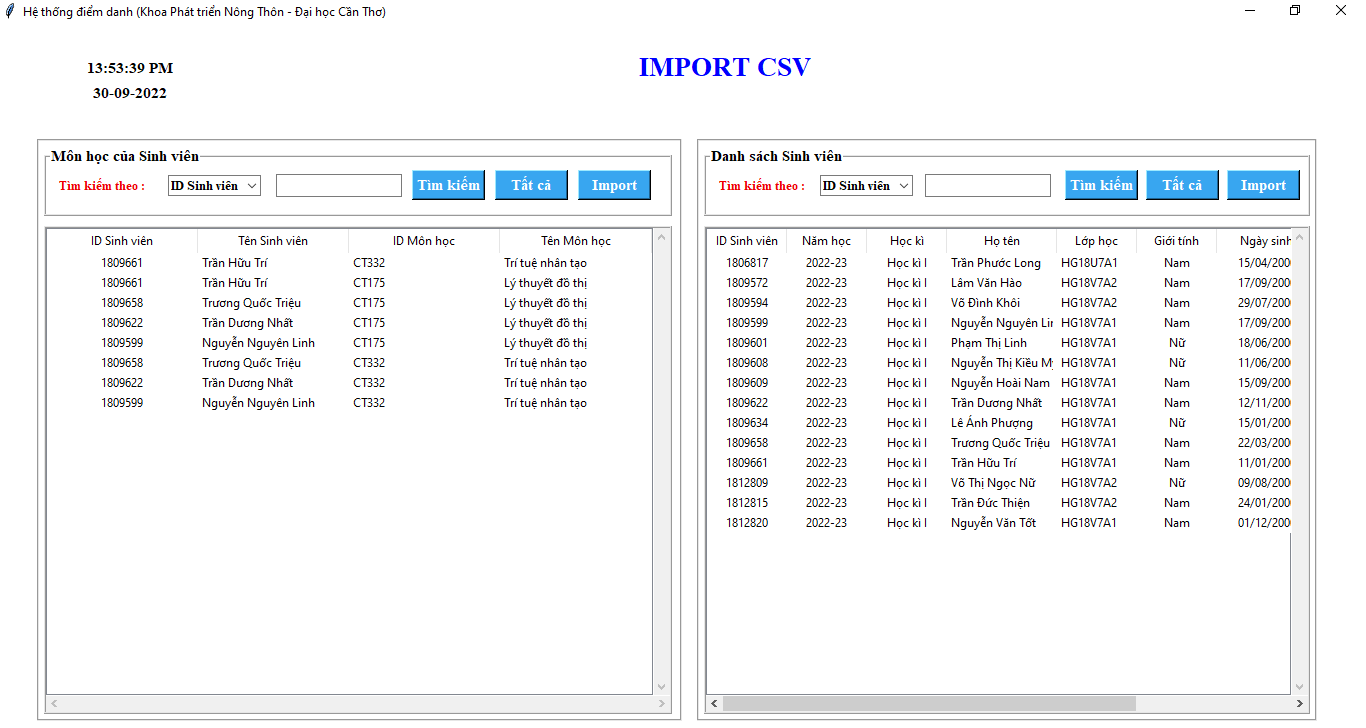 Hệ thống điểm danh (Khoa Phát triển Nông Thôn - Đại học Cần Thơ)
13:53:39 PM
30-09-2022
IMPORT CSV
Môn học của Sinh viên
Tìm kiếm theo : ID Sinh viên Tìm kiếm Tất cả Import
ID Sinh viên Tên Sinh viên ID Môn học Tên Môn học
1809661 Trần Hữu Trí CT332 Trí tuệ nhân tạo
1809661 Trần Hữu Trí CT175 Lý thuyết đồ thị
1809658 Trương Quốc Triệu CT175 Lý thuyết đồ thị
1809622 Trần Dương Nhất CT175 Lý thuyết đồ thị
1809599 Nguyễn Nguyên Linh CT175 Lý thuyết đồ thị
1809658 Trương Quốc Triệu CT332 Trí tuệ nhân tạo
1809622 Trần Dương Nhất CT332 Trí tuệ nhân tạo
1809599 Nguyễn Nguyên Linh CT332 Trí tuệ nhân tạo
Danh sách Sinh viên
Tìm kiếm theo : ID Sinh viên Tìm kiếm Tất cả Import
ID Sinh viên Năm học Học kì Họ tên Lớp học Giới tính Ngày sinh
1806817 2022-23 Học kì I Trần Phước Long HG18U7A1 Nam 15/04/200
1809572 2022-23 Học kì I Lâm Văn Hào HG18V7A2 Nam 17/09/200
1809594 2022-23 Học kì I Võ Đình Khôi HG18V7A2 Nam 29/07/200
1809599 2022-23 Học kì I Nguyễn Nguyên Lin HG18V7A1 Nam 17/09/200
1809601 2022-23 Học kì I Phạm Thị Linh HG18V7A1 Nữ 18/06/200
1809608 2022-23 Học kì I Nguyễn Thị Kiều My HG18V7A1 Nữ 11/06/200
1809609 2022-23 Học kì I Nguyễn Hoài Nam HG18V7A1 Nam 15/09/200
1809622 2022-23 Học kì I Trần Dương Nhất HG18V7A1 Nam 12/11/200
1809634 2022-23 Học kì I Lê Ánh Phượng HG18V7A1 Nữ 15/01/200
1809658 2022-23 Học kì I Trương Quốc Triệu HG18V7A1 Nam 22/03/200
1809661 2022-23 Học kì I Trần Hữu Trí HG18V7A1 Nam 11/01/200
1812809 2022-23 Học kì I Võ Thị Ngọc Nữ HG18V7A2 Nữ 09/08/200
1812815 2022-23 Học kì I Trần Đức Thiện HG18V7A2 Nam 24/01/200
1812820 2022-23 Học kì I Nguyễn Văn Tốt HG18V7A1 Nam 01/12/200